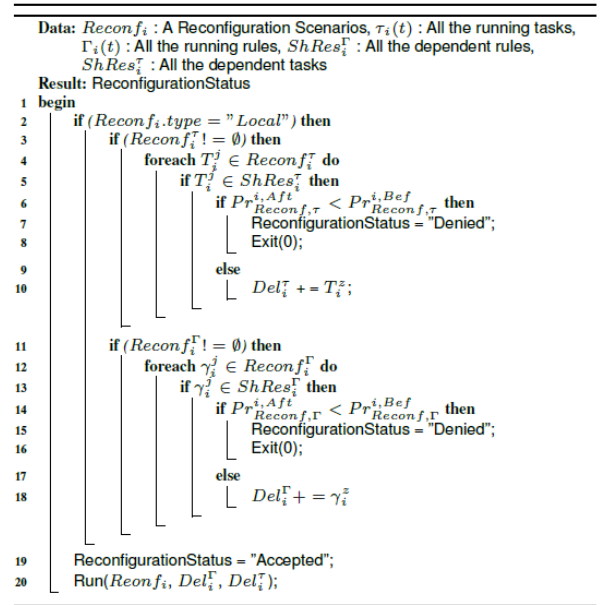 Data: Reconf_i : A Reconfiguration Scenarios, τ_i(t) : All the running tasks,
Γ_i(t) : All the running rules, ShRes_i^Γ : All the dependent rules,
ShRes_i^τ : All the dependent tasks
Result: ReconfigurationStatus
1 begin
2 if (Reconf_i.type = "Local") then
3 if (Reconf_i^τ != ∅) then
4 foreach T_i^j ∈ Reconf_i^τ do
5 if T_i^j ∈ ShRes_i^τ then
6 if Pr_{Reconf,τ}^{i,Aft} < Pr_{Reconf,τ}^{i,Bef} then
7 ReconfigurationStatus = "Denied";
8 Exit(0);
9 else
10 Del_i^τ += T_i^z;
11 if (Reconf_i^Γ != ∅) then
12 foreach γ_i^j ∈ Reconf_i^Γ do
13 if γ_i^j ∈ ShRes_i^Γ then
14 if Pr_{Reconf,Γ}^{i,Aft} < Pr_{Reconf,Γ}^{i,Bef} then
15 ReconfigurationStatus = "Denied";
16 Exit(0);
17 else
18 Del_i^Γ += γ_i^z
19 ReconfigurationStatus = "Accepted";
20 Run(Reonf_i, Del_i^Γ, Del_i^τ);